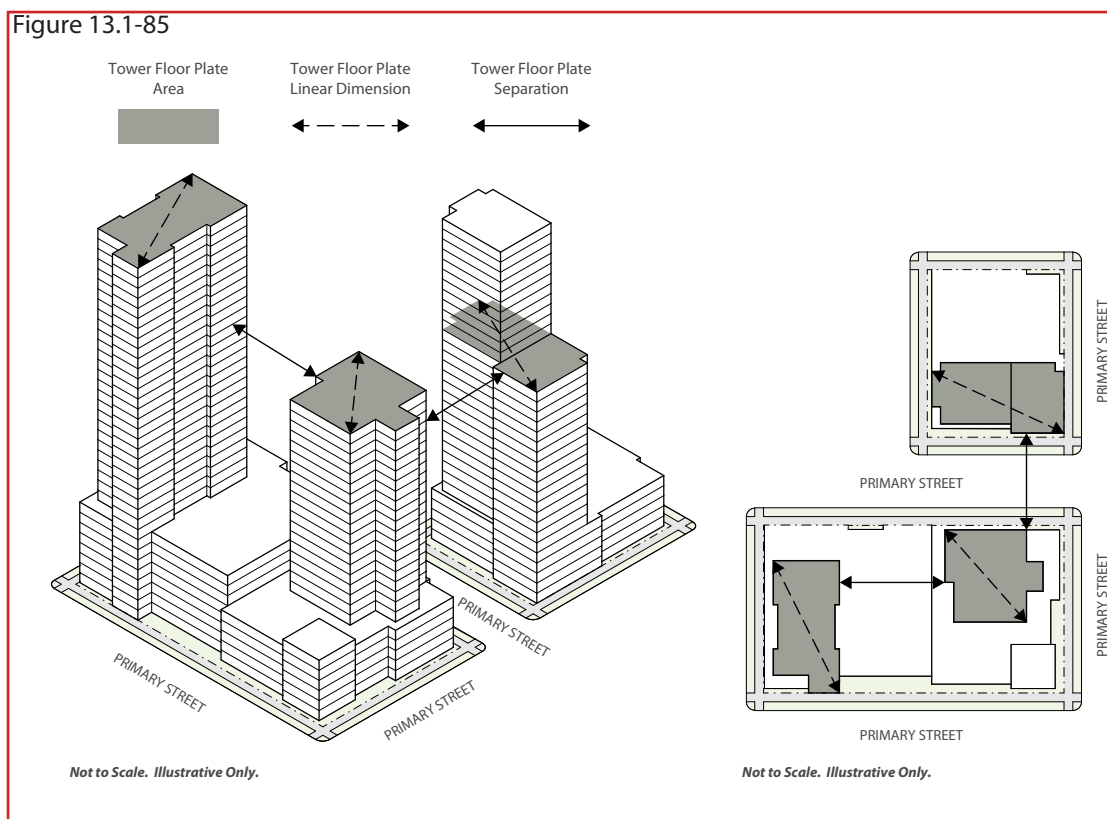 Figure 13.1-85
Tower Floor Plate
Area
Tower Floor Plate
Linear Dimension
Tower Floor Plate
Separation
PRIMARY STREET
PRIMARY STREET
PRIMARY STREET
Not to Scale.  Illustrative Only.
PRIMARY STREET
PRIMARY STREET
PRIMARY STREET
PRIMARY STREET
Not to Scale.  Illustrative Only.